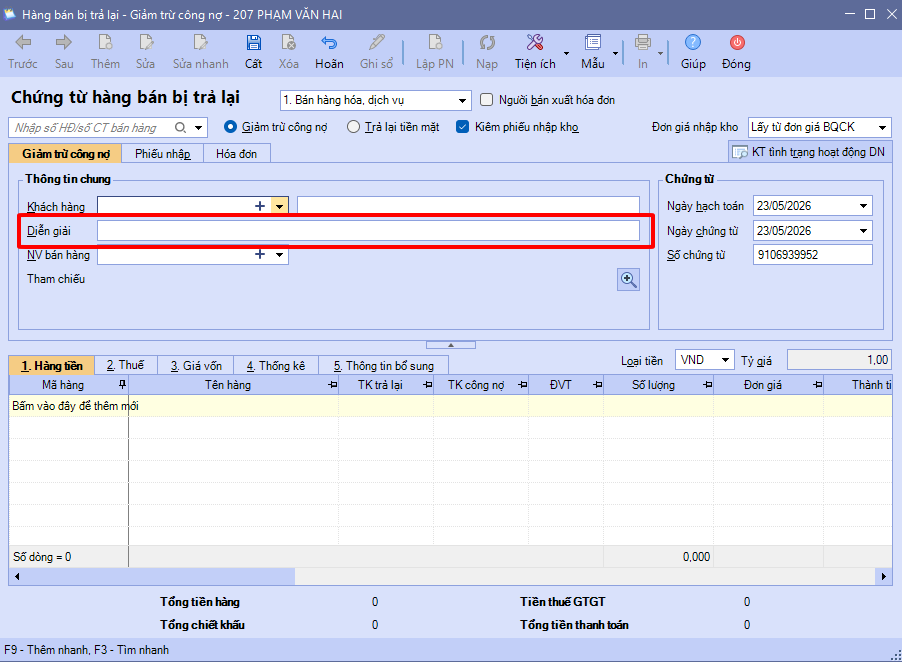 Hàng bán bị trả lại - Giảm trừ công nợ - 207 PHẠM VĂN HAI
Trước Sau Thêm Sửa Sửa nhanh Cất Xóa Hoãn Ghi sổ Lập PN Nạp Tiện ích Mẫu In Giúp Đóng
Chứng từ hàng bán bị trả lại 1. Bán hàng hóa, dịch vụ Người bán xuất hóa đơn
Nhập số HĐ/số CT bán hàng Giảm trừ công nợ Trả lại tiền mặt Kiêm phiếu nhập kho Đơn giá nhập kho Lấy từ đơn giá BQCK
Giảm trừ công nợ Phiếu nhập Hóa đơn KT tình trạng hoạt động DN
Thông tin chung Chứng từ
Khách hàng Ngày hạch toán 23/05/2026
Diễn giải Ngày chứng từ 23/05/2026
NV bán hàng Số chứng từ 9106939952
Tham chiếu
1. Hàng tiền 2. Thuế 3. Giá vốn 4. Thống kê 5. Thông tin bổ sung Loại tiền VND Tỷ giá 1,00
Mã hàng Tên hàng TK trả lại TK công nợ ĐVT Số lượng Đơn giá Thành ti
Bấm vào đây để thêm mới
Số dòng = 0 0,000
Tổng tiền hàng 0 Tiền thuế GTGT 0
Tổng chiết khấu 0 Tổng tiền thanh toán 0
F9 - Thêm nhanh, F3 - Tìm nhanh